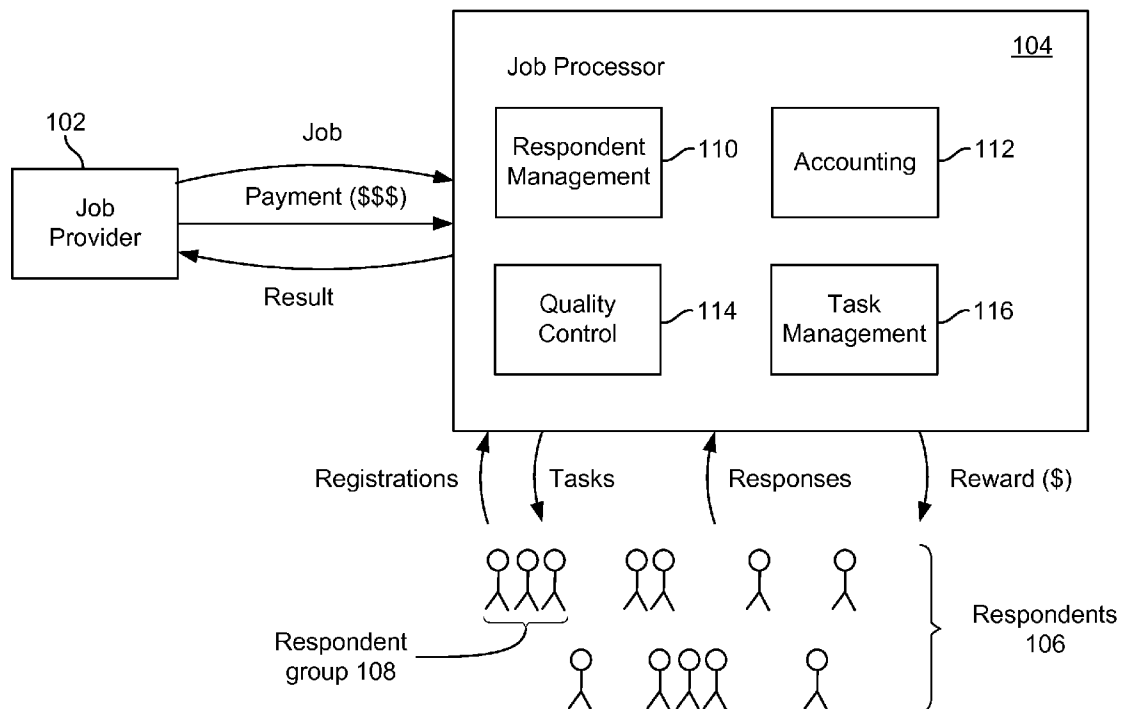 104
Job Processor
102
Job
Respondent
Management
110
Accounting
112
Payment ($$$)
Job
Provider
Result
Quality
Control
114
Task
Management
116
Registrations
Tasks
Responses
Reward ($)
Respondent
group 108
Respondents
106